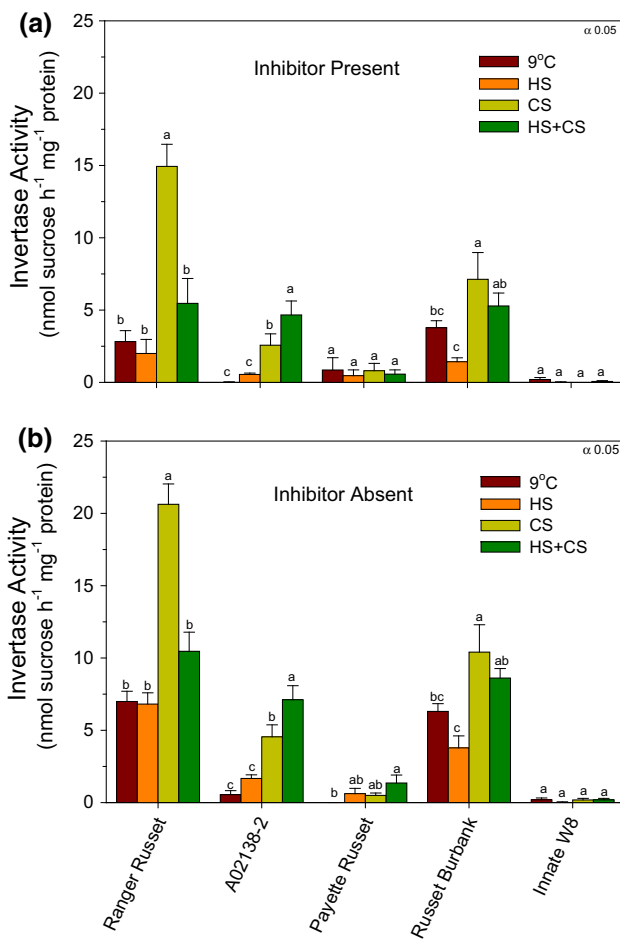 (a)
α 0.05
Inhibitor Present
9°C
HS
CS
HS+CS
Invertase Activity
(nmol sucrose h⁻¹ mg⁻¹ protein)
25
20
15
10
5
0
b b a b
c c b a
a a a a
bc c a ab
a a a a
(b)
α 0.05
Inhibitor Absent
9°C
HS
CS
HS+CS
Invertase Activity
(nmol sucrose h⁻¹ mg⁻¹ protein)
25
20
15
10
5
0
b b a b
c c b a
b ab ab a
bc c a ab
a a a a
Ranger Russet
A02138-2
Payette Russet
Russet Burbank
Innate W8